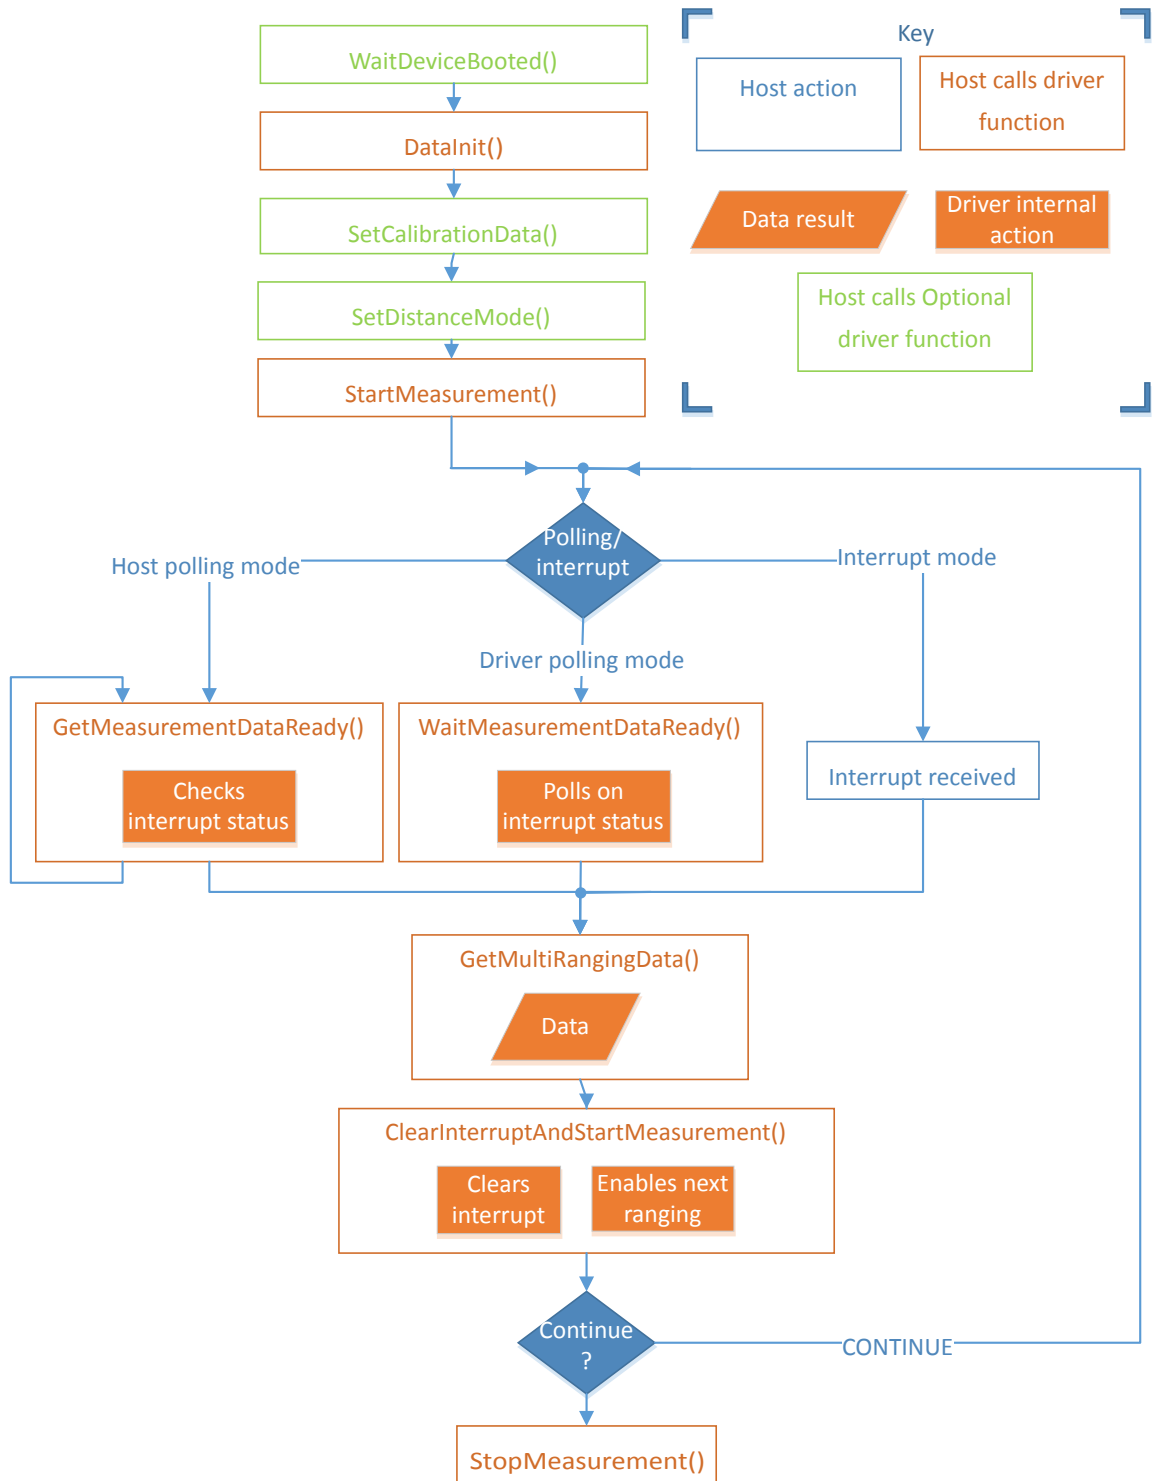 WaitDeviceBooted()
DataInit()
SetCalibrationData()
SetDistanceMode()
StartMeasurement()
Key
Host action
Host calls driver
function
Data result
Driver internal
action
Host calls Optional
driver function
Polling/
interrupt
Host polling mode
Interrupt mode
Driver polling mode
GetMeasurementDataReady()
Checks
interrupt status
WaitMeasurementDataReady()
Polls on
interrupt status
Interrupt received
GetMultiRangingData()
Data
ClearInterruptAndStartMeasurement()
Clears
interrupt
Enables next
ranging
Continue
?
CONTINUE
StopMeasurement()